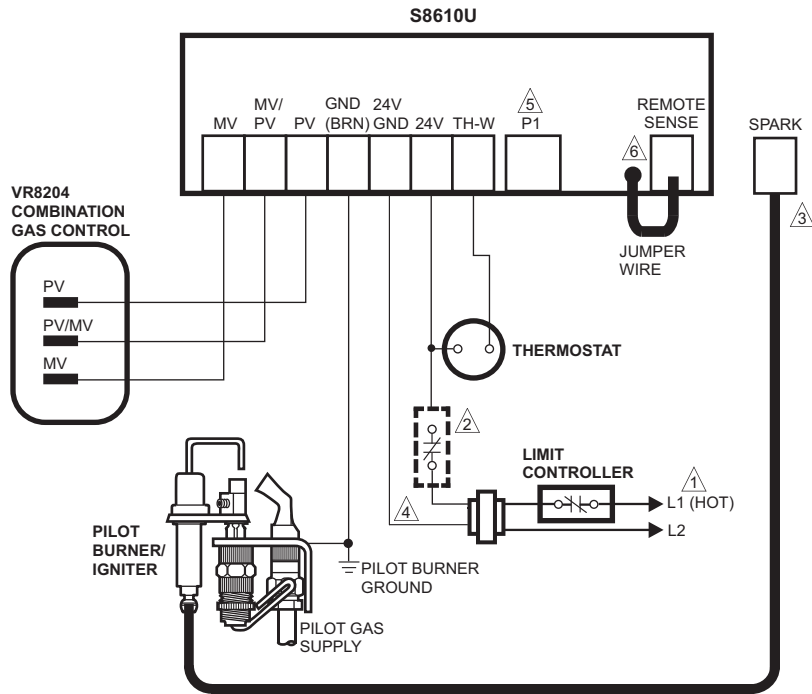 S8610U
MV
MV/
PV
PV
GND
(BRN)
24V
GND
24V
TH-W
5
P1
REMOTE
SENSE
6
JUMPER
WIRE
SPARK
3
VR8204
COMBINATION
GAS CONTROL
PV
PV/MV
MV
THERMOSTAT
2
LIMIT
CONTROLLER
1
L1 (HOT)
L2
4
PILOT
BURNER/
IGNITER
PILOT BURNER
GROUND
PILOT GAS
SUPPLY